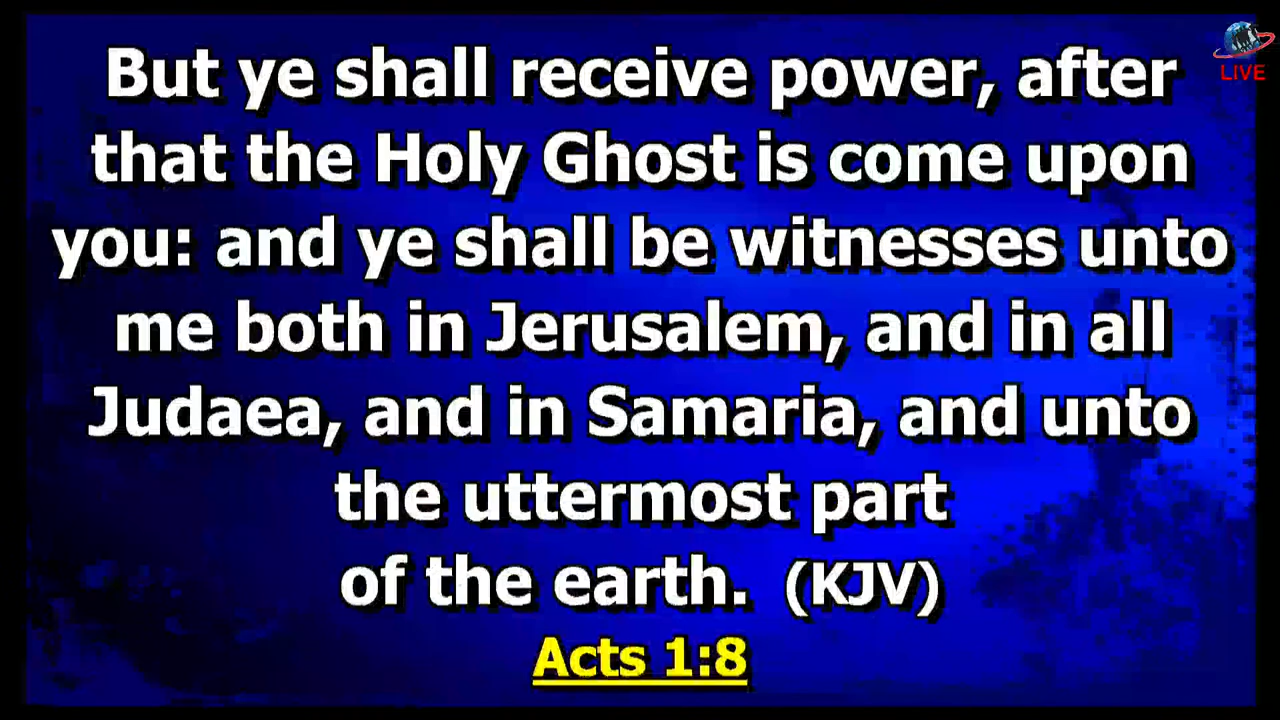 LIVE
But ye shall receive power, after
that the Holy Ghost is come upon
you: and ye shall be witnesses unto
me both in Jerusalem, and in all
Judaea, and in Samaria, and unto
the uttermost part
of the earth. (KJV)
Acts 1:8